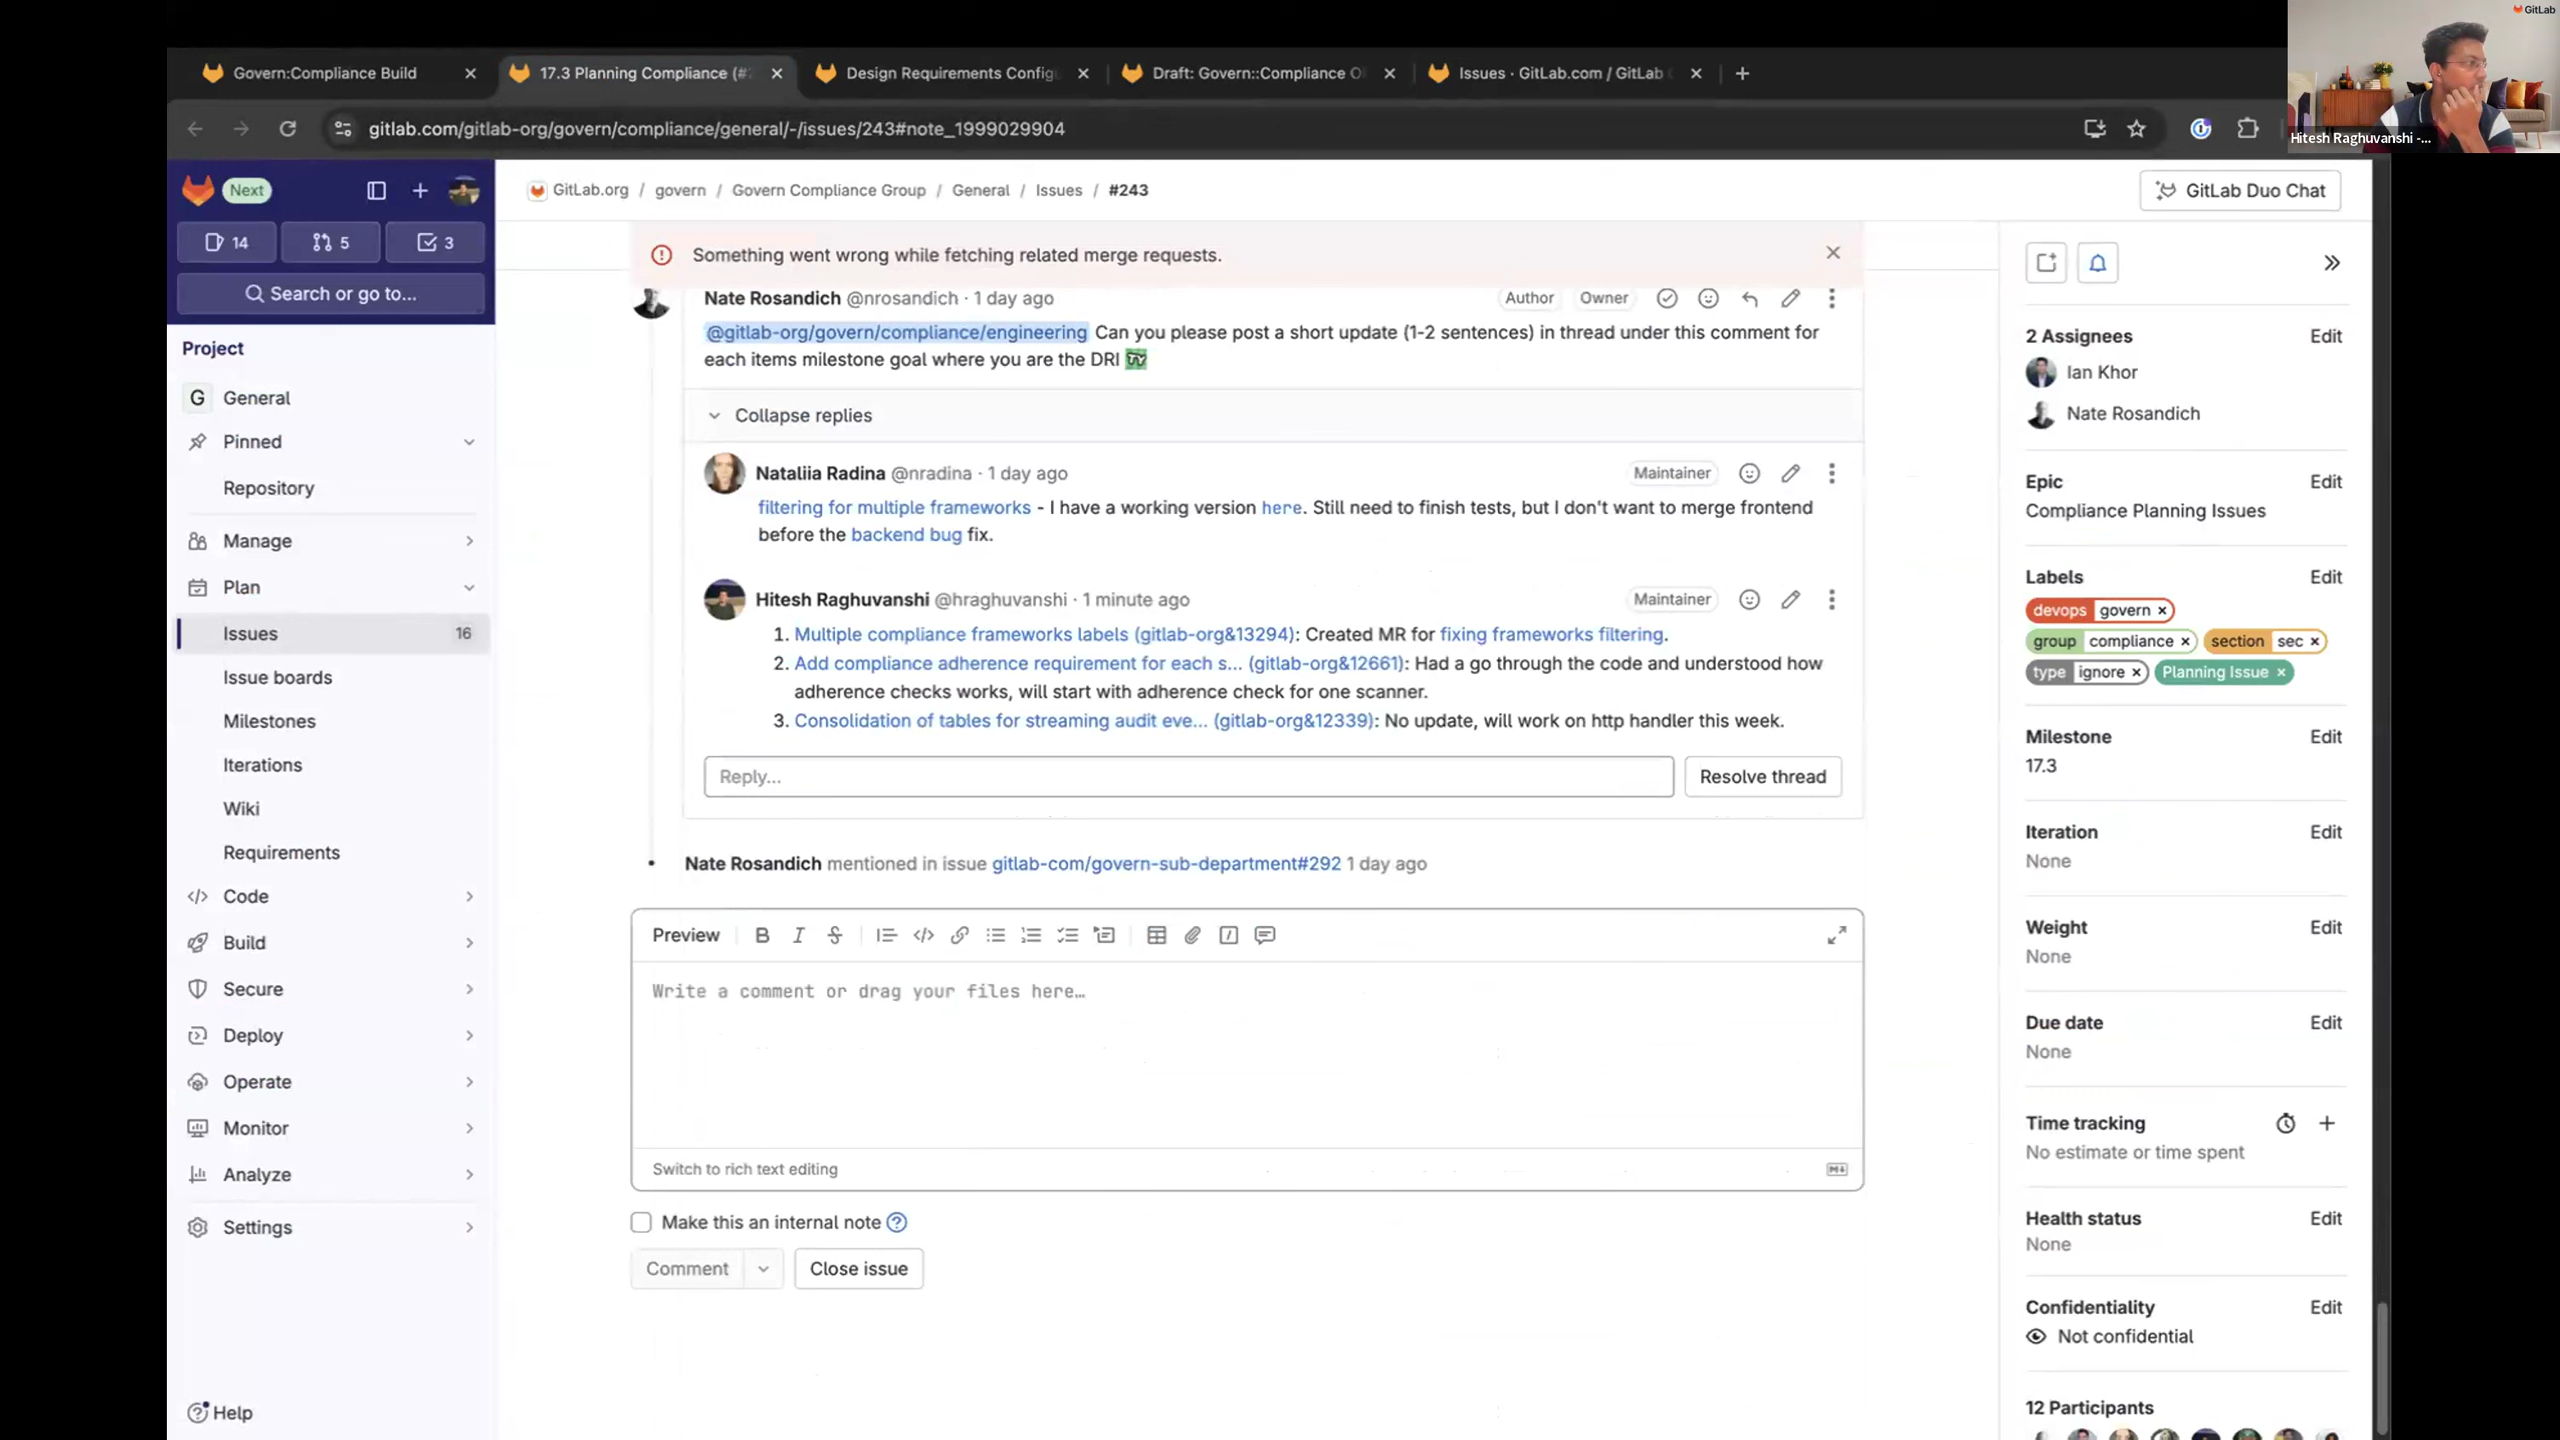 GitLab
Govern:Compliance Build
17.3 Planning Compliance (#
Design Requirements Config
Draft: Govern::Compliance O
Issues · GitLab.com / GitLab
gitlab.com/gitlab-org/govern/compliance/general/-/issues/243#note_1999029904
Hitesh Raghuvanshi -...
Next
GitLab.org / govern / Govern Compliance Group / General / Issues / #243
GitLab Duo Chat
14
5
3
Search or go to...
Project
G General
Pinned
Repository
Manage
Plan
Issues 16
Issue boards
Milestones
Iterations
Wiki
Requirements
Code
Build
Secure
Deploy
Operate
Monitor
Analyze
Settings
Help
Something went wrong while fetching related merge requests.
Nate Rosandich @nrosandich · 1 day ago
Author
Owner
@gitlab-org/govern/compliance/engineering Can you please post a short update (1-2 sentences) in thread under this comment for
each items milestone goal where you are the DRI TY
Collapse replies
Nataliia Radina @nradina · 1 day ago
Maintainer
filtering for multiple frameworks - I have a working version here. Still need to finish tests, but I don't want to merge frontend
before the backend bug fix.
Hitesh Raghuvanshi @hraghuvanshi · 1 minute ago
Maintainer
1. Multiple compliance frameworks labels (gitlab-org&13294): Created MR for fixing frameworks filtering.
2. Add compliance adherence requirement for each s... (gitlab-org&12661): Had a go through the code and understood how
adherence checks works, will start with adherence check for one scanner.
3. Consolidation of tables for streaming audit eve... (gitlab-org&12339): No update, will work on http handler this week.
Reply...
Resolve thread
Nate Rosandich mentioned in issue gitlab-com/govern-sub-department#292 1 day ago
Preview
B I S
Write a comment or drag your files here…
Switch to rich text editing
Make this an internal note
Comment
Close issue
2 Assignees Edit
Ian Khor
Nate Rosandich
Epic Edit
Compliance Planning Issues
Labels Edit
devops govern
group compliance
section sec
type ignore
Planning Issue
Milestone Edit
17.3
Iteration Edit
None
Weight Edit
None
Due date Edit
None
Time tracking
No estimate or time spent
Health status Edit
None
Confidentiality Edit
Not confidential
12 Participants